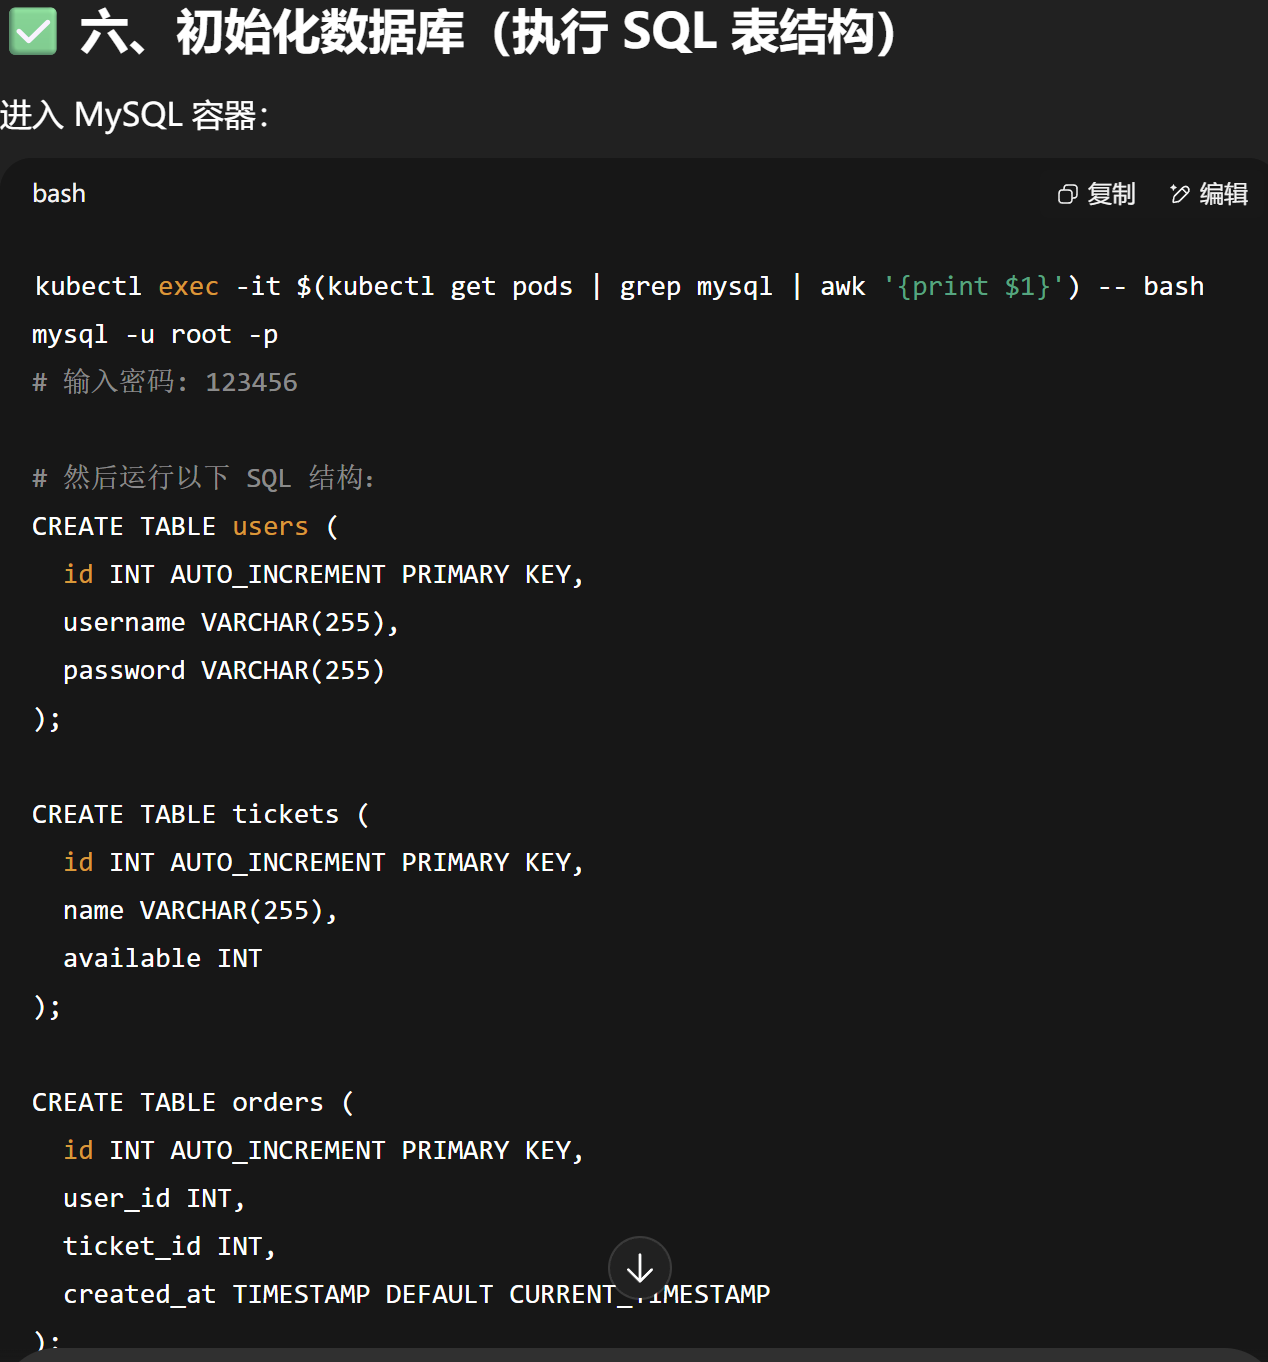 ✅ 六、初始化数据库（执行 SQL 表结构）
进入 MySQL 容器：
bash 复制 编辑
kubectl exec -it $(kubectl get pods | grep mysql | awk '{print $1}') -- bash
mysql -u root -p
# 输入密码: 123456
# 然后运行以下 SQL 结构:
CREATE TABLE users (
  id INT AUTO_INCREMENT PRIMARY KEY,
  username VARCHAR(255),
  password VARCHAR(255)
);
CREATE TABLE tickets (
  id INT AUTO_INCREMENT PRIMARY KEY,
  name VARCHAR(255),
  available INT
);
CREATE TABLE orders (
  id INT AUTO_INCREMENT PRIMARY KEY,
  user_id INT,
  ticket_id INT,
  created_at TIMESTAMP DEFAULT CURRENT_TIMESTAMP
);